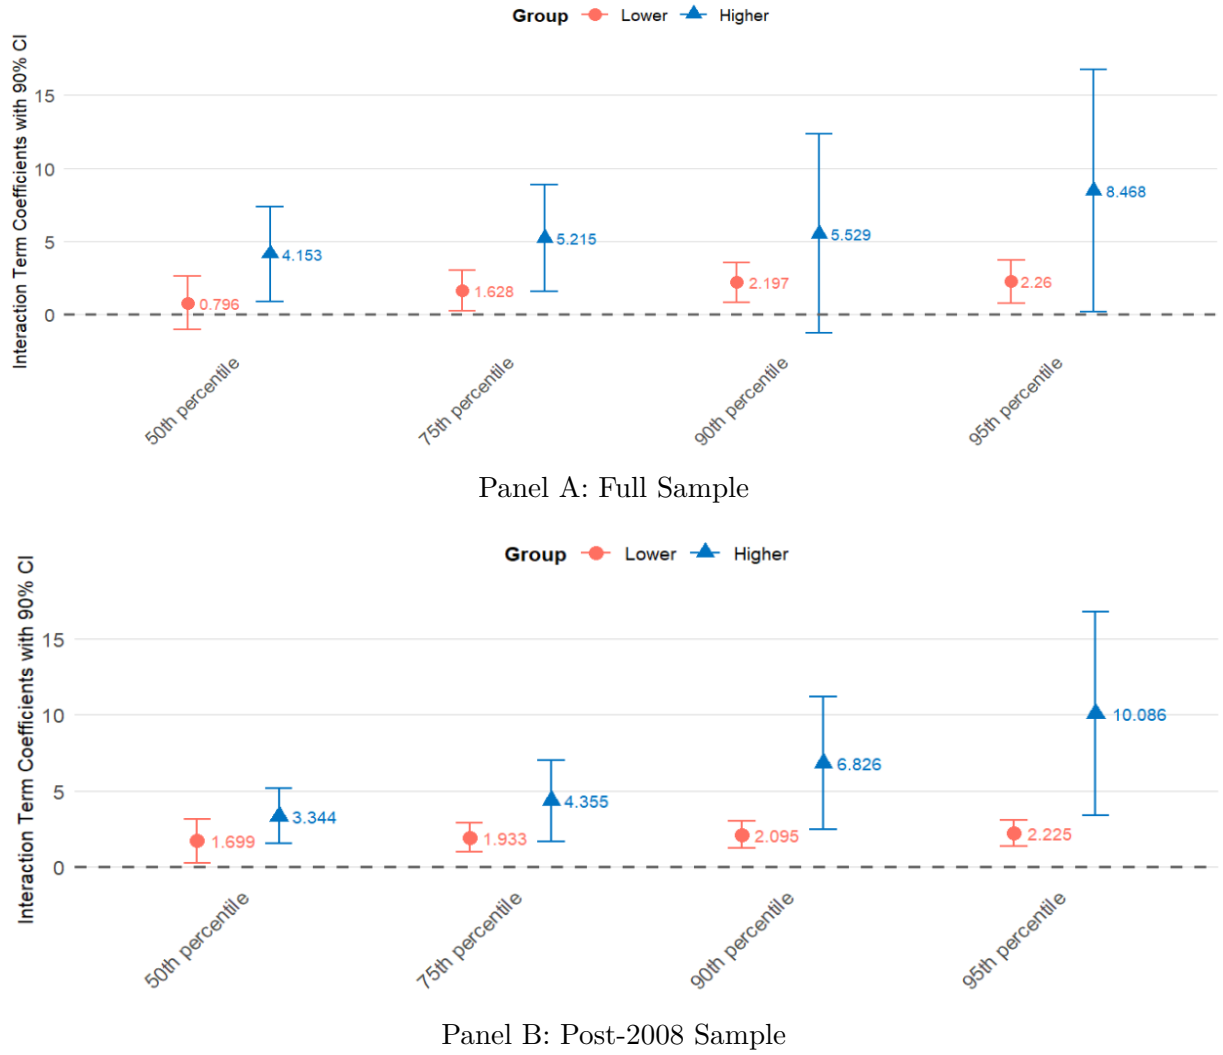 Group Lower Higher
Interaction Term Coefficients with 90% CI
15
10
5
0
0.796
4.153
1.628
5.215
2.197
5.529
2.26
8.468
50th percentile
75th percentile
90th percentile
95th percentile
Panel A: Full Sample
Group Lower Higher
Interaction Term Coefficients with 90% CI
15
10
5
0
1.699
3.344
1.933
4.355
2.095
6.826
2.225
10.086
50th percentile
75th percentile
90th percentile
95th percentile
Panel B: Post-2008 Sample